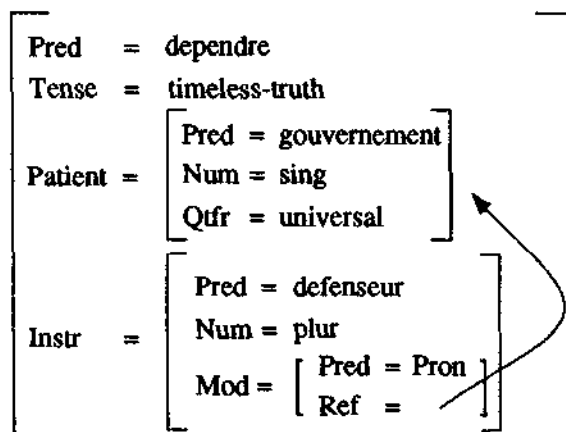 Pred = dependre
Tense = timeless-truth
Pred = gouvernement
Patient = Num = sing
Qtfr = universal
Pred = defenseur
Instr = Num = plur
Mod = Pred = Pron
Ref =